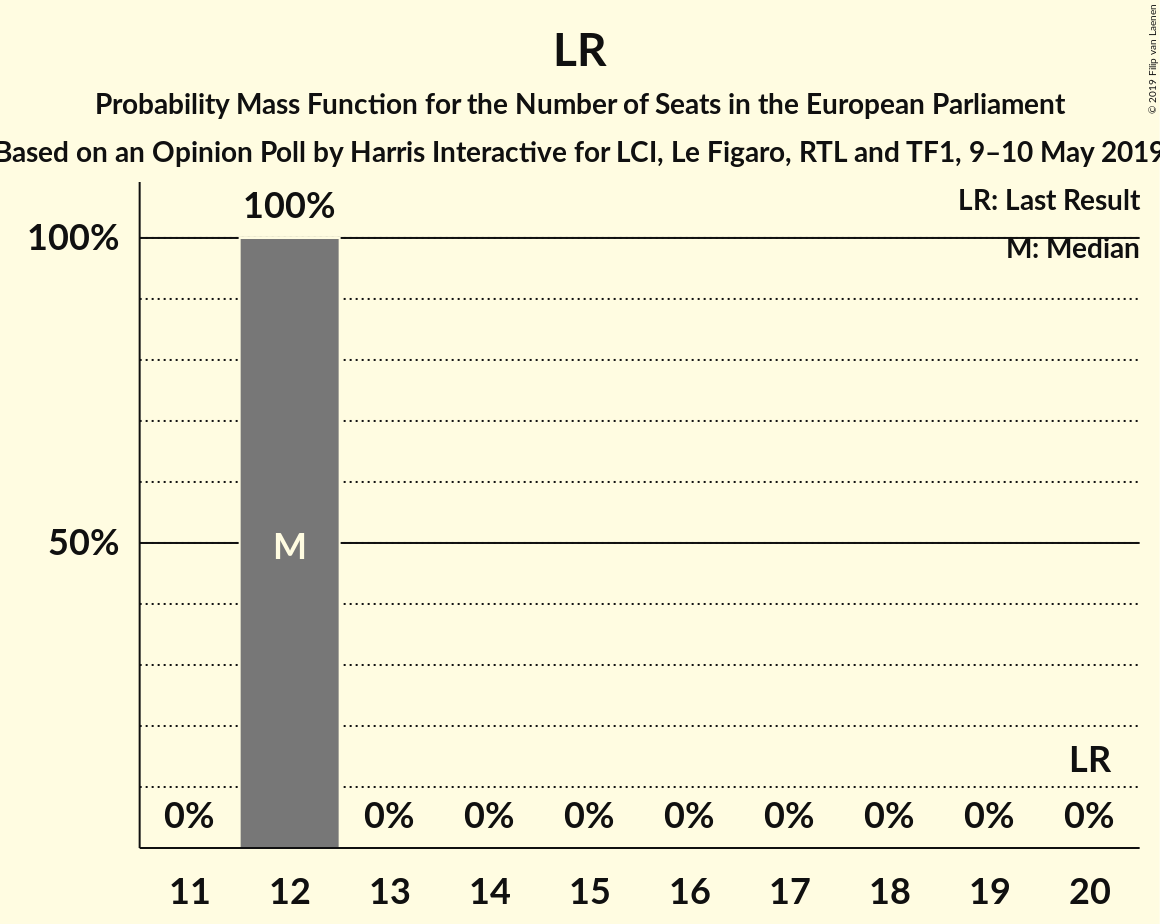 LR
Probability Mass Function for the Number of Seats in the European Parliament
Based on an Opinion Poll by Harris Interactive for LCI, Le Figaro, RTL and TF1, 9–10 May 2019
© 2019 Filip van Laenen
LR: Last Result
M: Median
100%
100%
50%
M
LR
0% 0% 0% 0% 0% 0% 0% 0% 0%
11 12 13 14 15 16 17 18 19 20